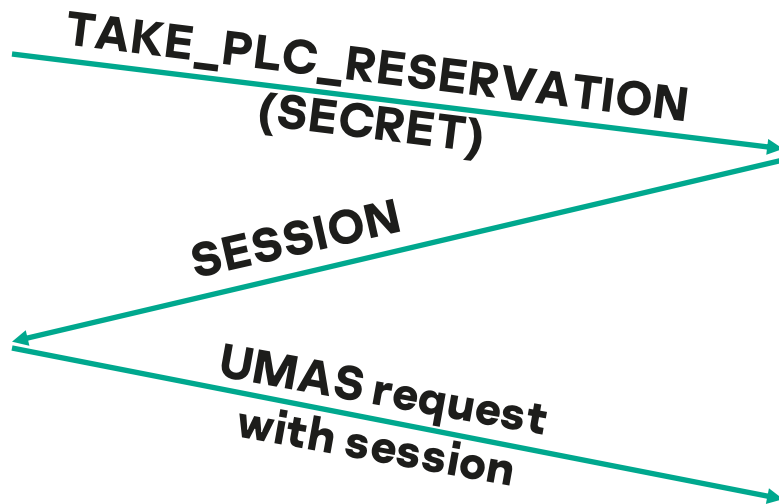 TAKE_PLC_RESERVATION
(SECRET)
SESSION
UMAS request
with session